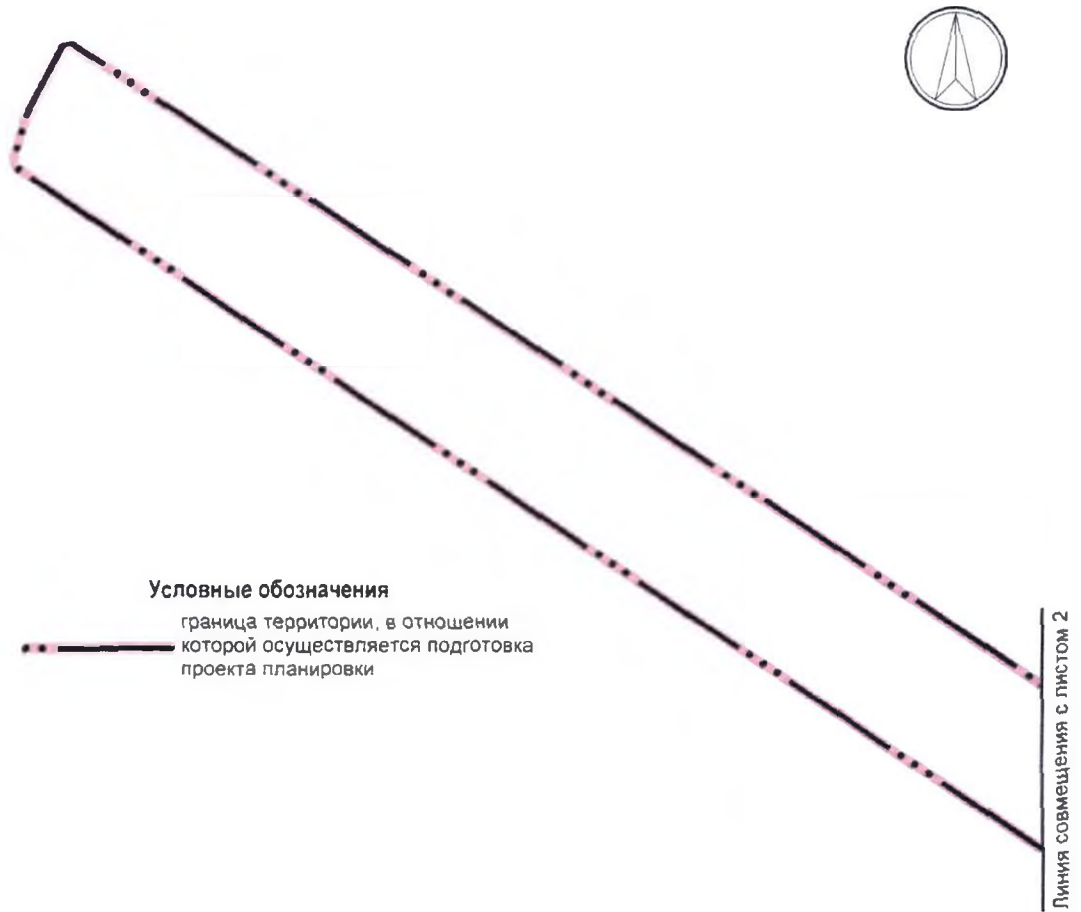 Условные обозначения
граница территории, в отношении
которой осуществляется подготовка
проекта планировки
Линия совмещения с листом 2